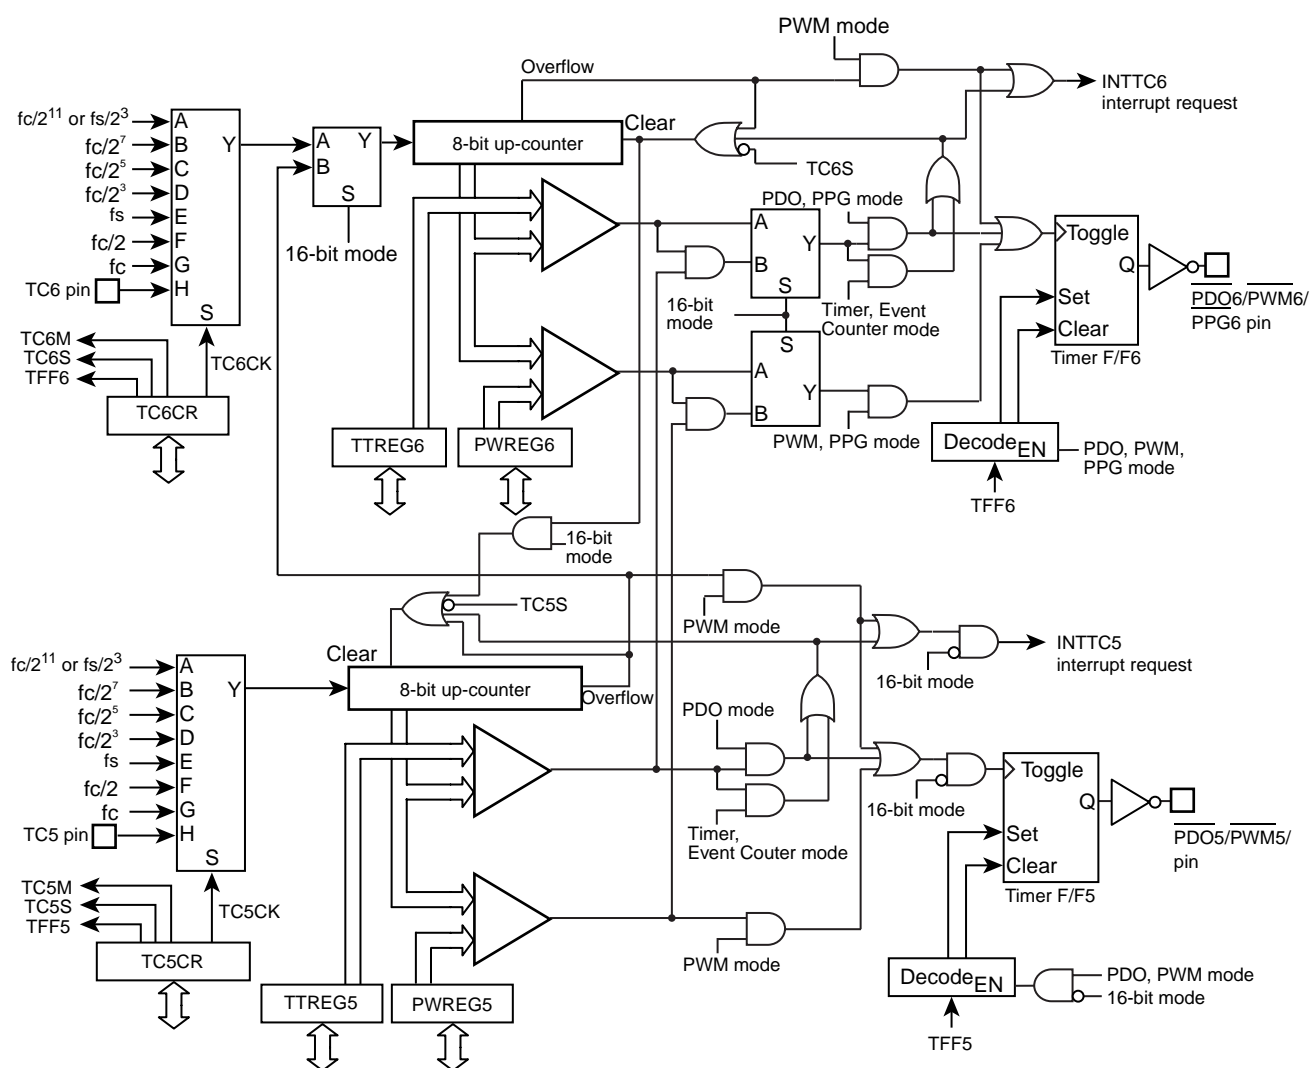 PWM mode
Overflow
INTTC6
interrupt request
fc/2¹¹ or fs/2³
fc/2⁷
fc/2⁵
fc/2³
fs
fc/2
fc
TC6 pin
A
B
C
D
E
F
G
H
Y
S
A
B
Y
S
16-bit mode
8-bit up-counter
Clear
TC6S
PDO, PPG mode
A
Y
B
S
16-bit
mode
Timer, Event
Counter mode
S
A
Y
B
PWM, PPG mode
Toggle
Q
Set
Clear
Timer F/F6
PDO6/PWM6/
PPG6 pin
TC6M
TC6S
TFF6
TC6CK
TC6CR
TTREG6
PWREG6
Decode EN
PDO, PWM,
PPG mode
TFF6
16-bit
mode
TC5S
PWM mode
INTTC5
interrupt request
16-bit mode
fc/2¹¹ or fs/2³
fc/2⁷
fc/2⁵
fc/2³
fs
fc/2
fc
TC5 pin
A
B
C
D
E
F
G
H
Y
S
Clear
8-bit up-counter
Overflow
PDO mode
Timer,
Event Couter mode
16-bit mode
Toggle
Q
Set
Clear
Timer F/F5
PDO5/PWM5/
pin
TC5M
TC5S
TFF5
TC5CK
TC5CR
TTREG5
PWREG5
PWM mode
Decode EN
PDO, PWM mode
16-bit mode
TFF5